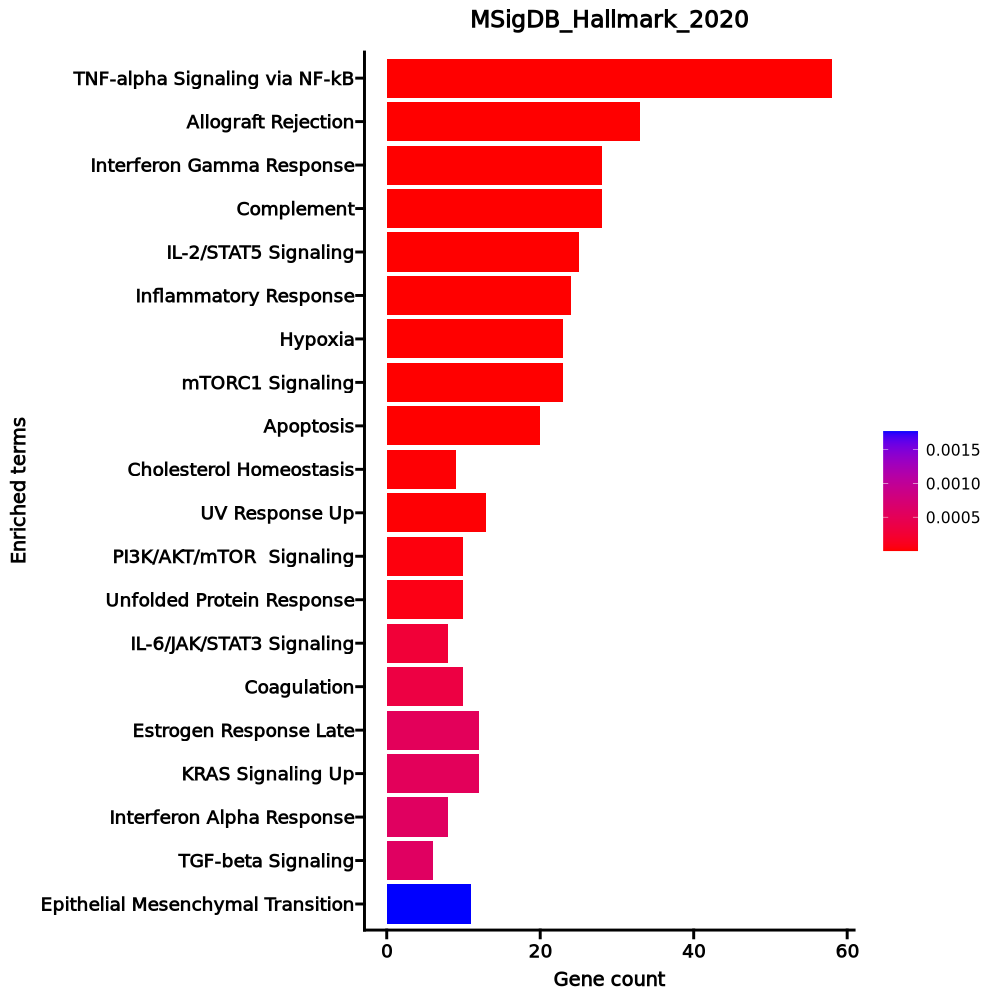 MSigDB_Hallmark_2020
Enriched terms
TNF-alpha Signaling via NF-kB
Allograft Rejection
Interferon Gamma Response
Complement
IL-2/STAT5 Signaling
Inflammatory Response
Hypoxia
mTORC1 Signaling
Apoptosis
Cholesterol Homeostasis
UV Response Up
PI3K/AKT/mTOR  Signaling
Unfolded Protein Response
IL-6/JAK/STAT3 Signaling
Coagulation
Estrogen Response Late
KRAS Signaling Up
Interferon Alpha Response
TGF-beta Signaling
Epithelial Mesenchymal Transition
0 20 40 60
Gene count
0.0015
0.0010
0.0005